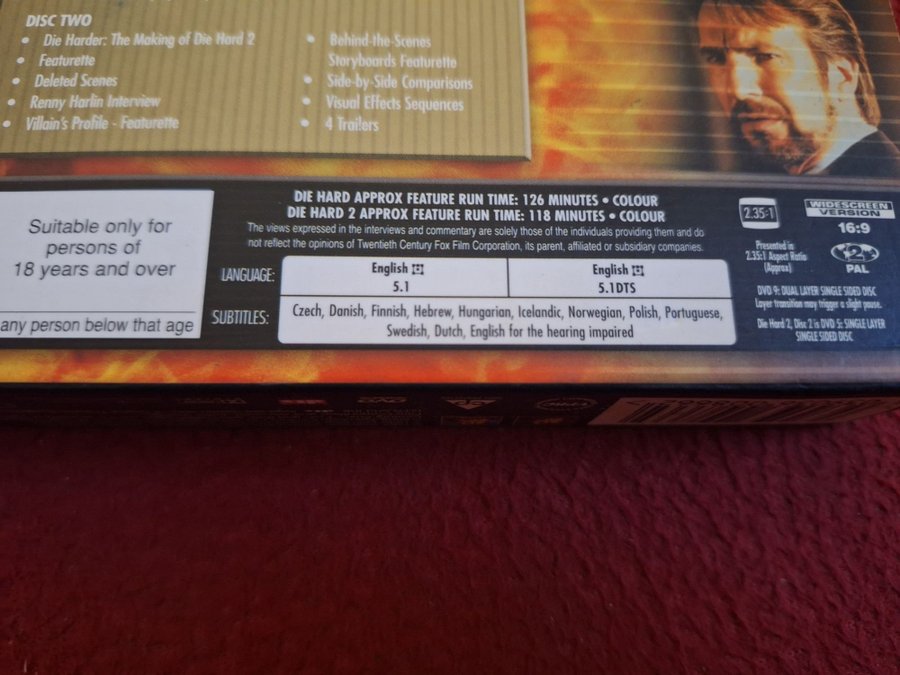 DISC TWO
• Die Harder: The Making of Die Hard 2
• Featurette
• Deleted Scenes
• Renny Harlin Interview
• Villain's Profile - Featurette
• Behind-the-Scenes
Storyboards Featurette
• Side-by-Side Comparisons
• Visual Effects Sequences
• 4 Trailers
Suitable only for
persons of
18 years and over
any person below that age
DIE HARD APPROX FEATURE RUN TIME: 126 MINUTES • COLOUR
DIE HARD 2 APPROX FEATURE RUN TIME: 118 MINUTES • COLOUR
The views expressed in the interviews and commentary are solely those of the individuals providing them and do
not reflect the opinions of Twentieth Century Fox Film Corporation, its parent, affiliated or subsidiary companies.
LANGUAGE:
English
5.1
English
5.1DTS
SUBTITLES:
Czech, Danish, Finnish, Hebrew, Hungarian, Icelandic, Norwegian, Polish, Portuguese,
Swedish, Dutch, English for the hearing impaired
2.35:1
Presented in
2.35:1 Aspect Ratio
(Approx)
WIDESCREEN
VERSION
16:9
2
PAL
DVD 9: DUAL LAYER SINGLE SIDED DISC
Layer transition may trigger a slight pause.
Die Hard 2, Disc 2 is DVD 5: SINGLE LAYER
SINGLE SIDED DISC